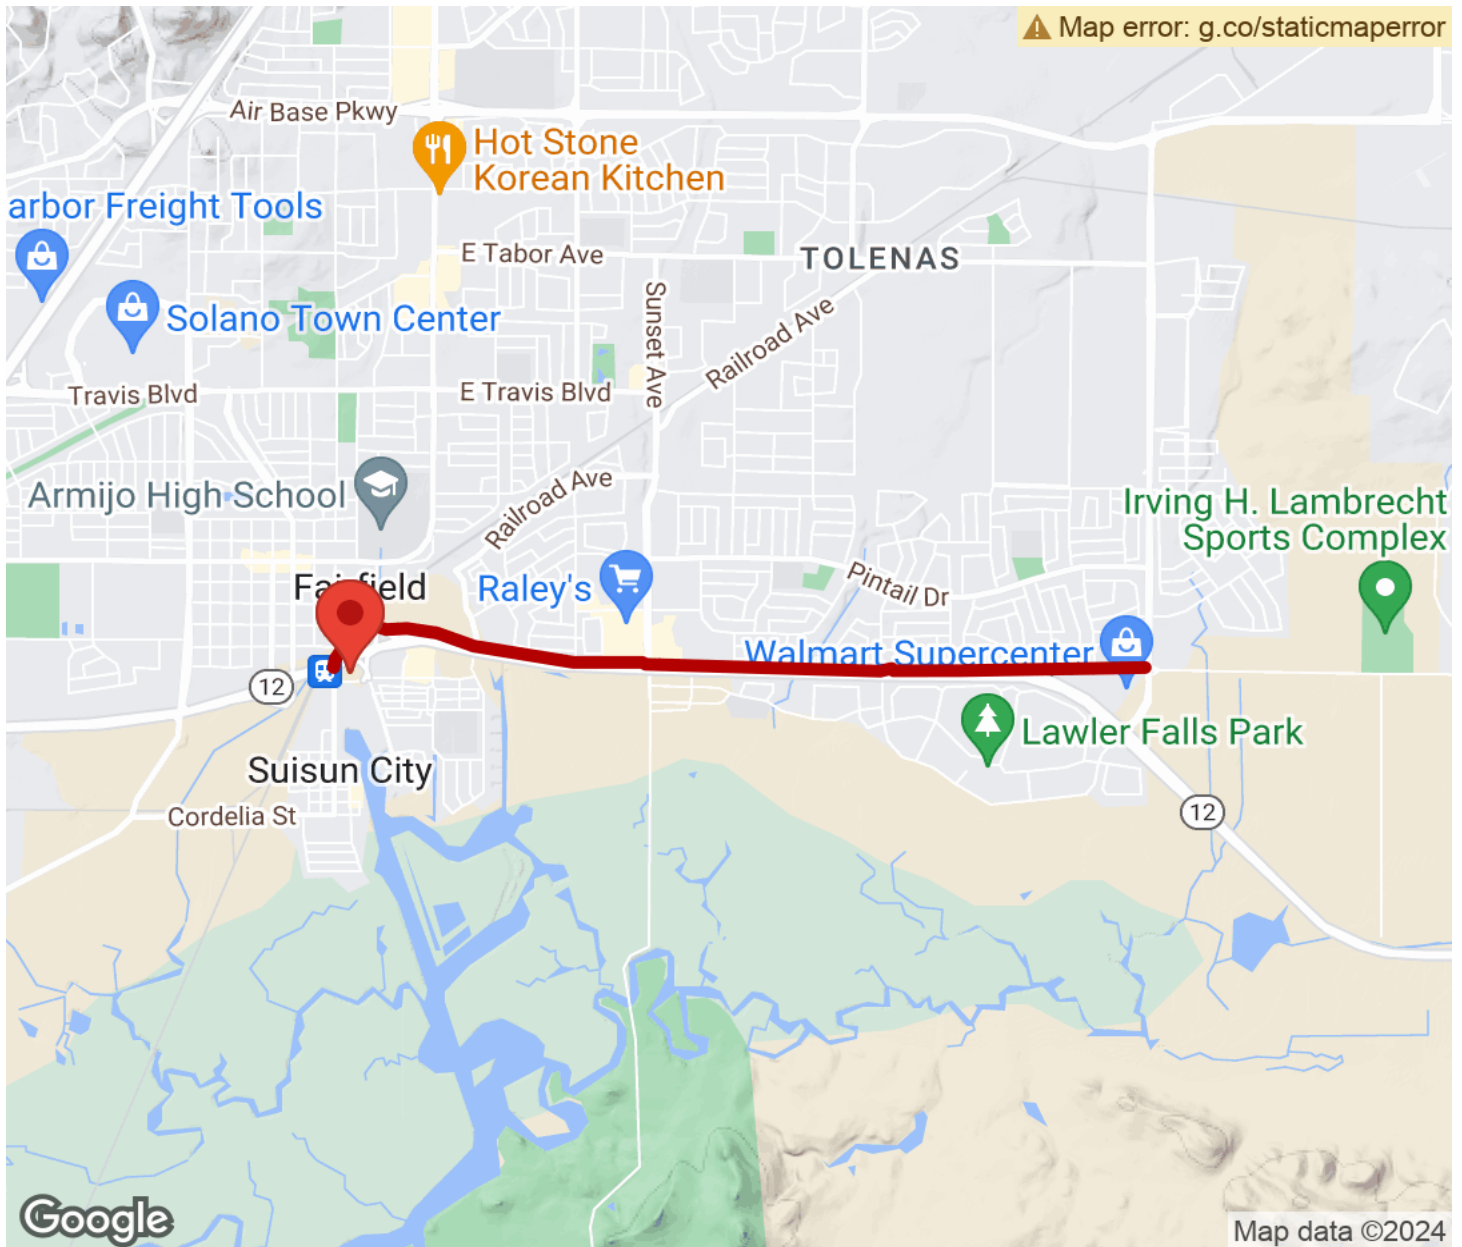 Map error: g.co/staticmaperror
Air Base Pkwy
Hot Stone
Korean Kitchen
arbor Freight Tools
E Tabor Ave
TOLENAS
Solano Town Center
Sunset Ave
Railroad Ave
Travis Blvd
E Travis Blvd
Armijo High School
Railroad Ave
Irving H. Lambrecht
Sports Complex
Fairfield
Raley's
Pintail Dr
Walmart Supercenter
12
Lawler Falls Park
Suisun City
12
Cordelia St
Google
Map data ©2024